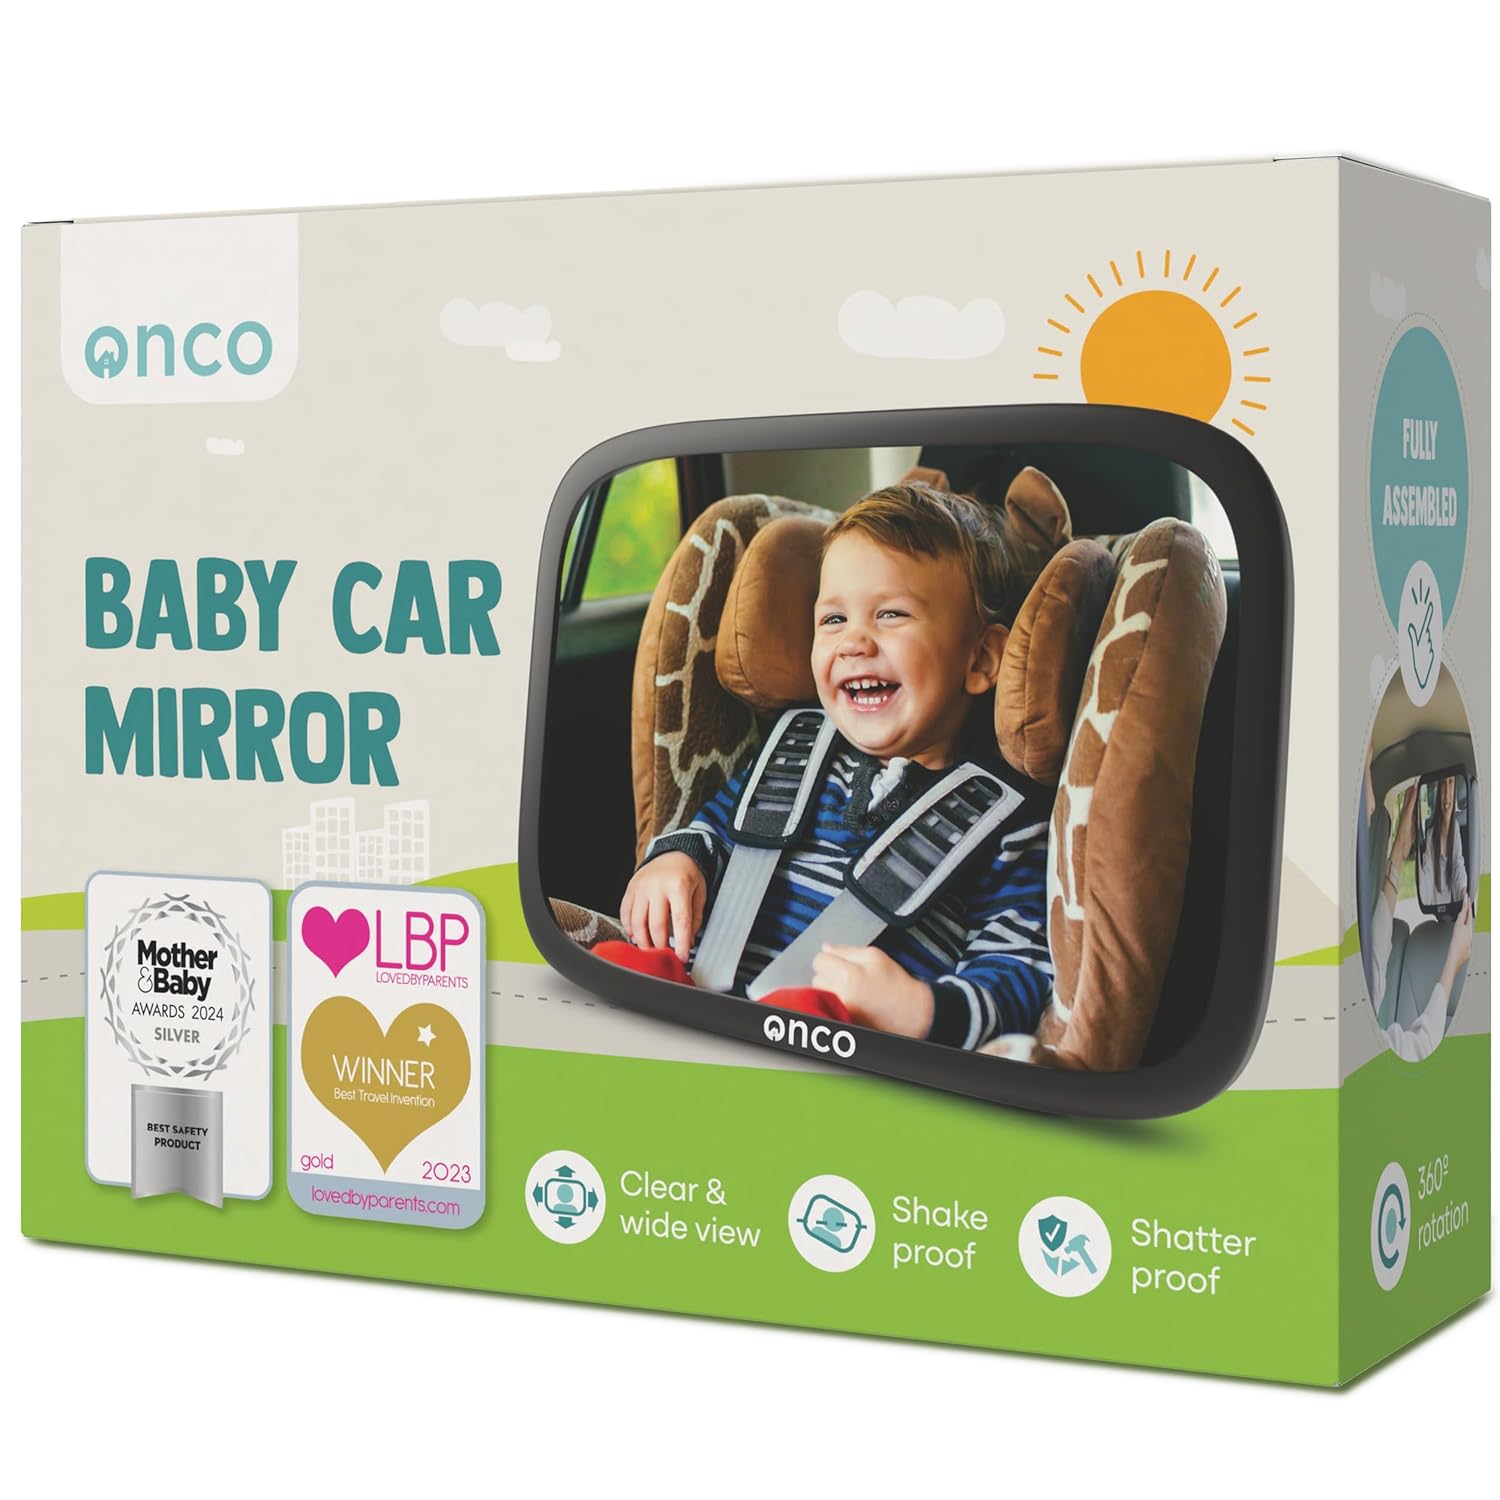 onco
BABY CAR
MIRROR
Mother
&Baby
AWARDS 2024
SILVER
BEST SAFETY
PRODUCT
LBP
LOVEDBYPARENTS
WINNER
Best Travel Invention
gold 2023
lovedbyparents.com
onco
Clear &
wide view
Shake
proof
Shatter
proof
FULLY
ASSEMBLED
360º
rotation